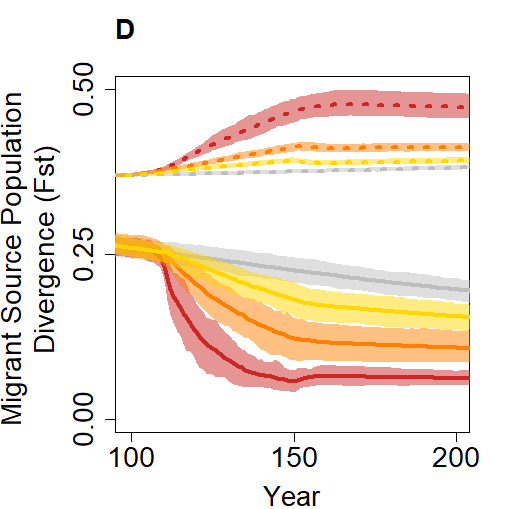 D
Migrant Source Population
Divergence (Fst)
0.50
0.25
0.00
100 150 200
Year